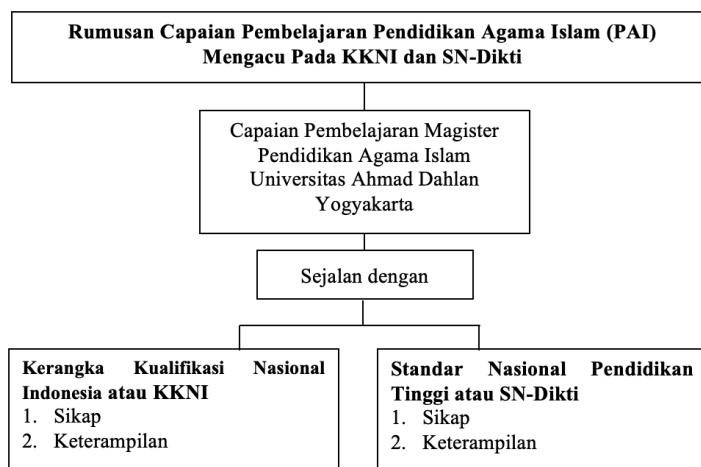 Rumusan Capaian Pembelajaran Pendidikan Agama Islam (PAI)
Mengacu Pada KKNI dan SN-Dikti
Capaian Pembelajaran Magister
Pendidikan Agama Islam
Universitas Ahmad Dahlan
Yogyakarta
Sejalan dengan
Kerangka Kualifikasi Nasional
Indonesia atau KKNI
1. Sikap
2. Keterampilan
Standar Nasional Pendidikan
Tinggi atau SN-Dikti
1. Sikap
2. Keterampilan